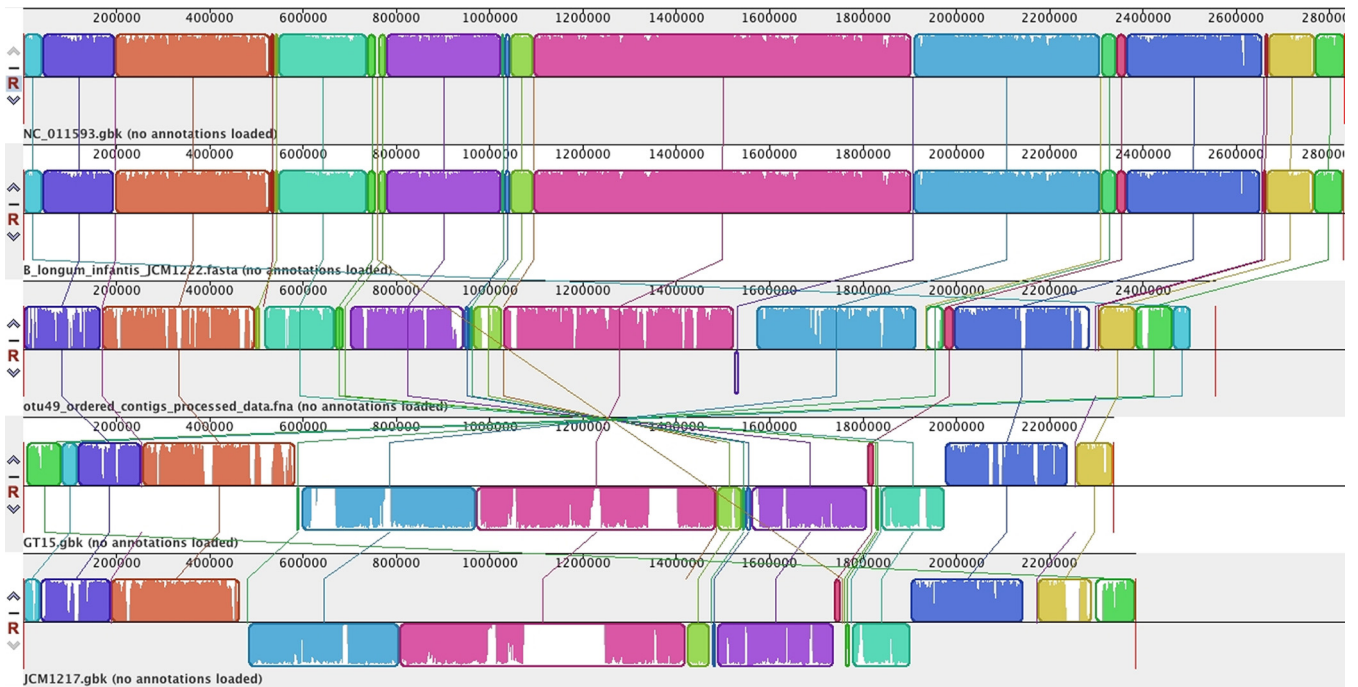 200000 400000 600000 800000 1000000 1200000 1400000 1600000 1800000 2000000 2200000 2400000 2600000 280000
R
NC_011593.gbk (no annotations loaded)
200000 400000 600000 800000 1000000 1200000 1400000 1600000 1800000 2000000 2200000 2400000 2600000 28000
R
B_longum_infantis_JCM1222.fasta (no annotations loaded)
200000 400000 600000 800000 1000000 1200000 1400000 1600000 1800000 2000000 2200000 2400000
R
otu49_ordered_contigs_processed_data.fna (no annotations loaded)
200000 400000 600000 800000 1000000 1200000 1400000 1600000 1800000 2000000 2200000
R
GT15.gbk (no annotations loaded)
200000 400000 600000 800000 1000000 1200000 1400000 1600000 1800000 2000000 2200000
R
JCM1217.gbk (no annotations loaded)